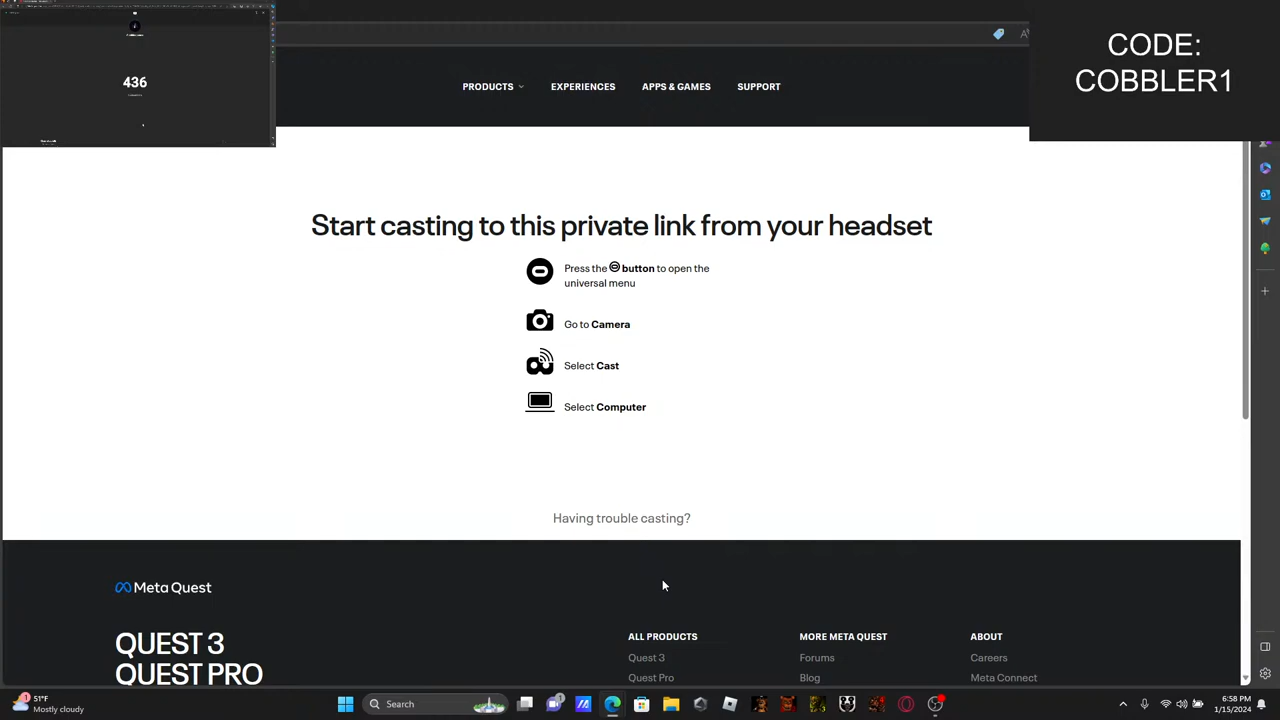 436
CODE:
COBBLER1
PRODUCTS
EXPERIENCES
APPS & GAMES
SUPPORT
Start casting to this private link from your headset
Press the button to open the
universal menu
Go to Camera
Select Cast
Select Computer
Having trouble casting?
Meta Quest
QUEST 3
QUEST PRO
ALL PRODUCTS
Quest 3
Quest Pro
MORE META QUEST
Forums
Blog
ABOUT
Careers
Meta Connect
1
51°F
Mostly cloudy
Search
1
6:58 PM
1/15/2024